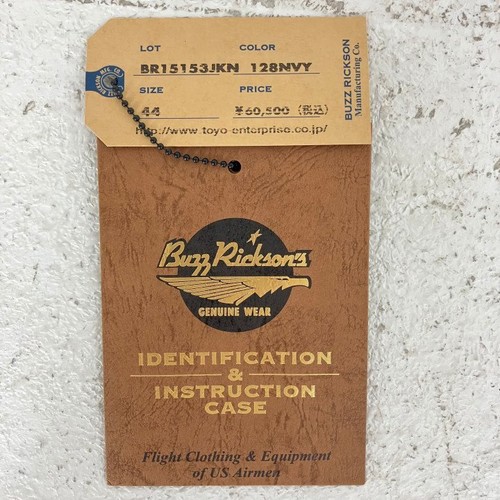 LOT COLOR
BR15153JKN 128NVY
SIZE PRICE
44 ¥60,500 (税込)
http://www.toyo-enterprise.co.jp/
BUZZ RICKSON
Manufacturing Co.
Buzz Rickson's
GENUINE WEAR
IDENTIFICATION
&
INSTRUCTION
CASE
Flight Clothing & Equipment
of US Airmen